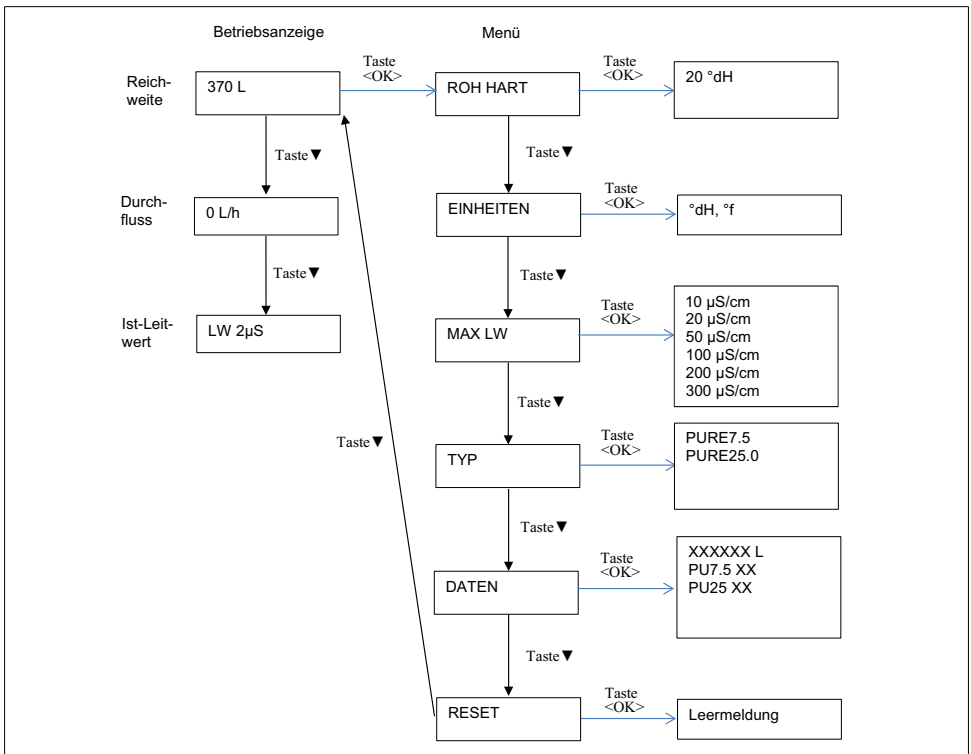 Betriebsanzeige
Menü
Reich-
weite
370 L
Taste
<OK>
ROH HART
Taste
<OK>
20 °dH
Taste▼
Taste▼
Durch-
fluss
0 L/h
EINHEITEN
Taste
<OK>
°dH, °f
Taste▼
Taste▼
Ist-Leit-
wert
LW 2µS
MAX LW
Taste
<OK>
10 µS/cm
20 µS/cm
50 µS/cm
100 µS/cm
200 µS/cm
300 µS/cm
Taste▼
Taste▼
TYP
Taste
<OK>
PURE7.5
PURE25.0
Taste▼
DATEN
Taste
<OK>
XXXXXX L
PU7.5 XX
PU25 XX
Taste▼
RESET
Taste
<OK>
Leermeldung